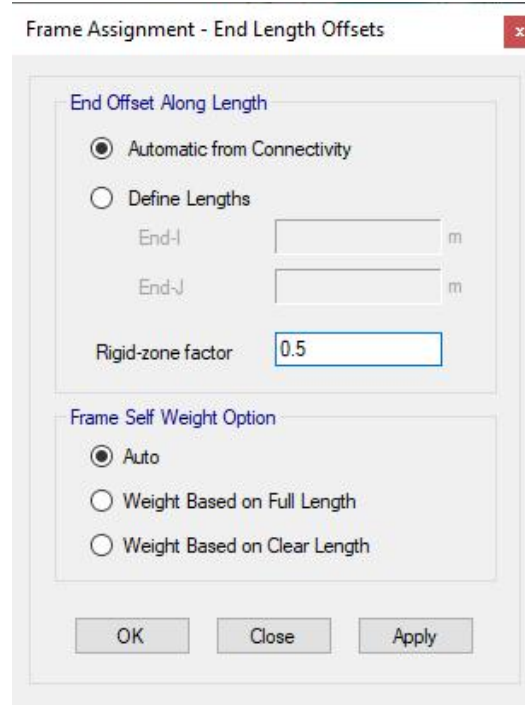 Frame Assignment - End Length Offsets
x
End Offset Along Length
Automatic from Connectivity
Define Lengths
End-I m
End-J m
Rigid-zone factor 0.5
Frame Self Weight Option
Auto
Weight Based on Full Length
Weight Based on Clear Length
OK Close Apply